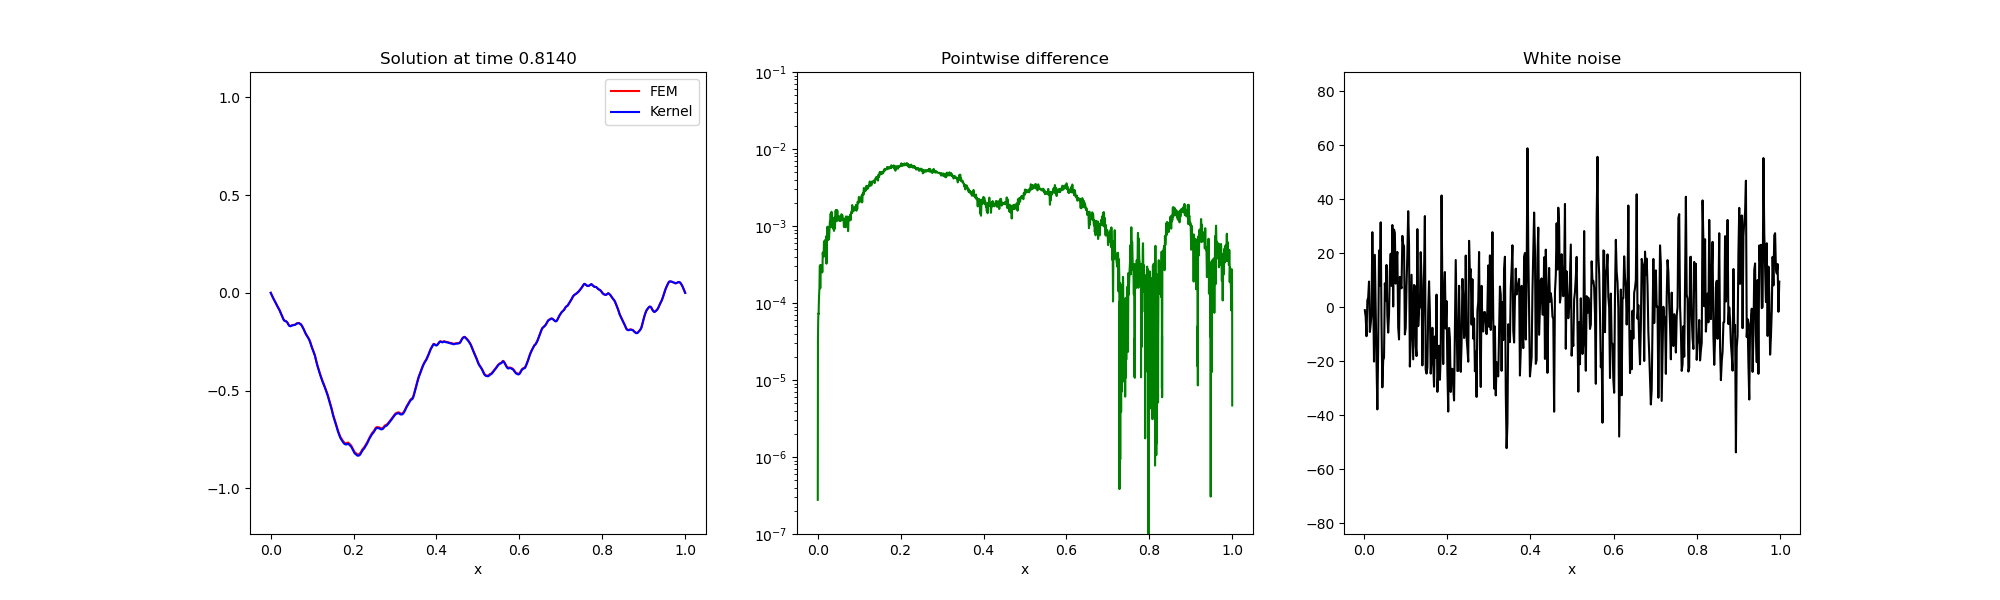 Solution at time 0.8140
FEM
Kernel
1.0
0.5
0.0
−0.5
−1.0
0.0 0.2 0.4 0.6 0.8 1.0
x
Pointwise difference
10⁻¹
10⁻²
10⁻³
10⁻⁴
10⁻⁵
10⁻⁶
10⁻⁷
0.0 0.2 0.4 0.6 0.8 1.0
x
White noise
80
60
40
20
0
−20
−40
−60
−80
0.0 0.2 0.4 0.6 0.8 1.0
x